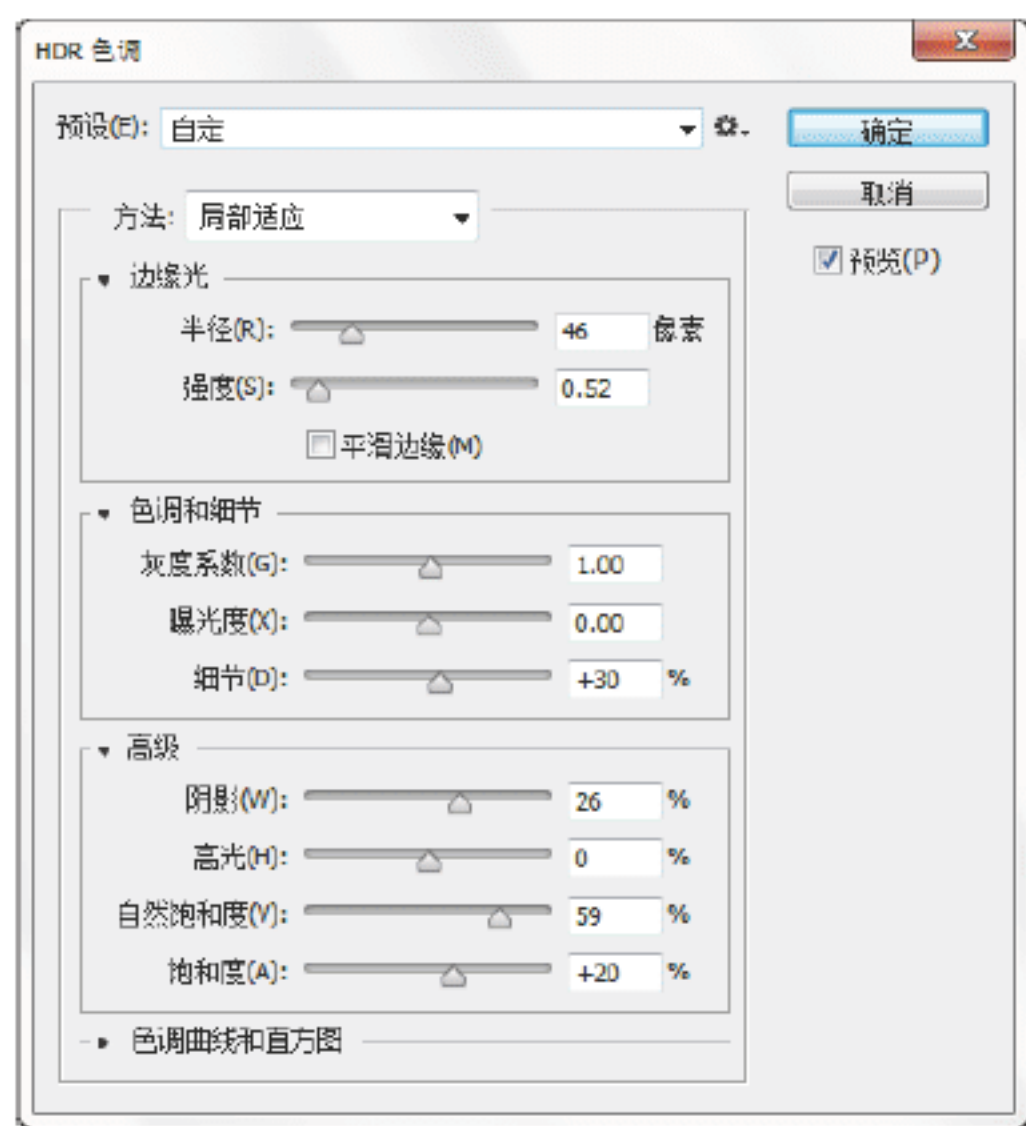 HDR 色调
预设(E): 自定
确定
取消
预览(P)
方法: 局部适应
边缘光
半径(R): 46 像素
强度(S): 0.52
平滑边缘(M)
色调和细节
灰度系数(G): 1.00
曝光度(X): 0.00
细节(D): +30 %
高级
阴影(W): 26 %
高光(H): 0 %
自然饱和度(V): 59 %
饱和度(A): +20 %
色调曲线和直方图